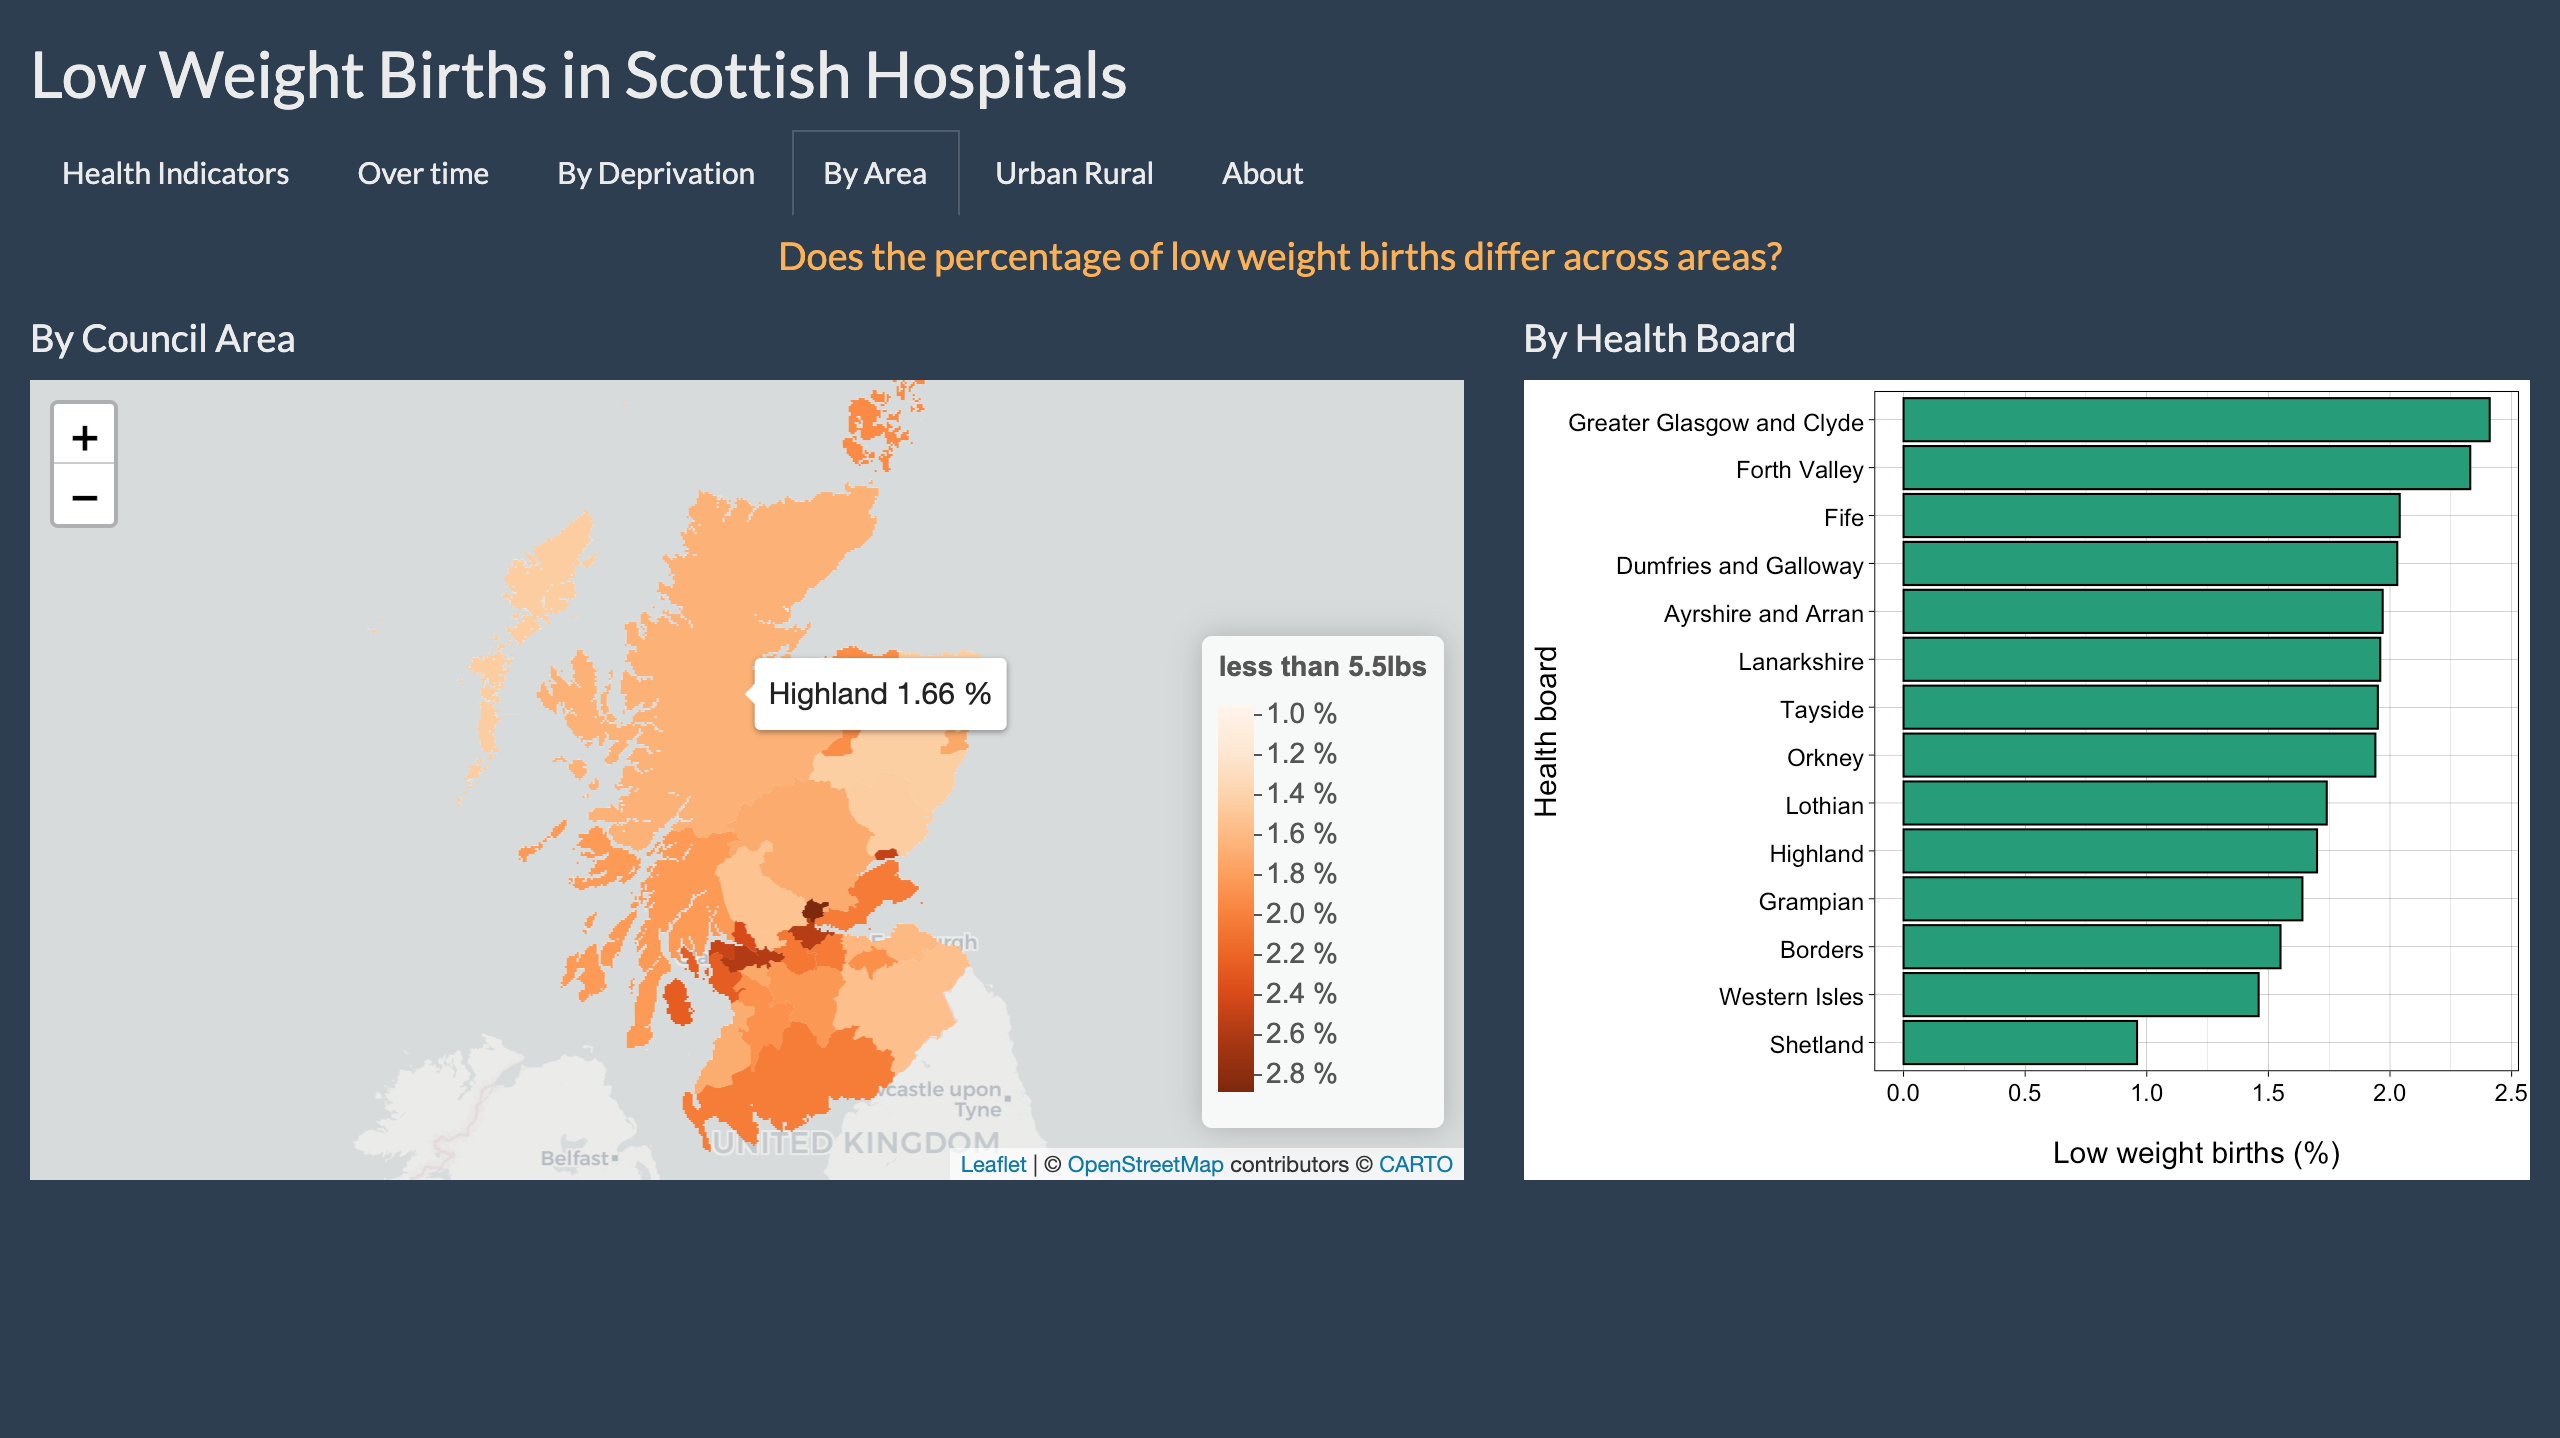 Low Weight Births in Scottish Hospitals
Health Indicators
Over time
By Deprivation
By Area
Urban Rural
About
Does the percentage of low weight births differ across areas?
By Council Area
+
−
Highland 1.66 %
less than 5.5lbs
1.0 %
1.2 %
1.4 %
1.6 %
1.8 %
2.0 %
2.2 %
2.4 %
2.6 %
2.8 %
castle upon
Tyne
UNITED KINGDOM
Belfast
Leaflet | © OpenStreetMap contributors © CARTO
By Health Board
Health board
Greater Glasgow and Clyde
Forth Valley
Fife
Dumfries and Galloway
Ayrshire and Arran
Lanarkshire
Tayside
Orkney
Lothian
Highland
Grampian
Borders
Western Isles
Shetland
0.0
0.5
1.0
1.5
2.0
2.5
Low weight births (%)